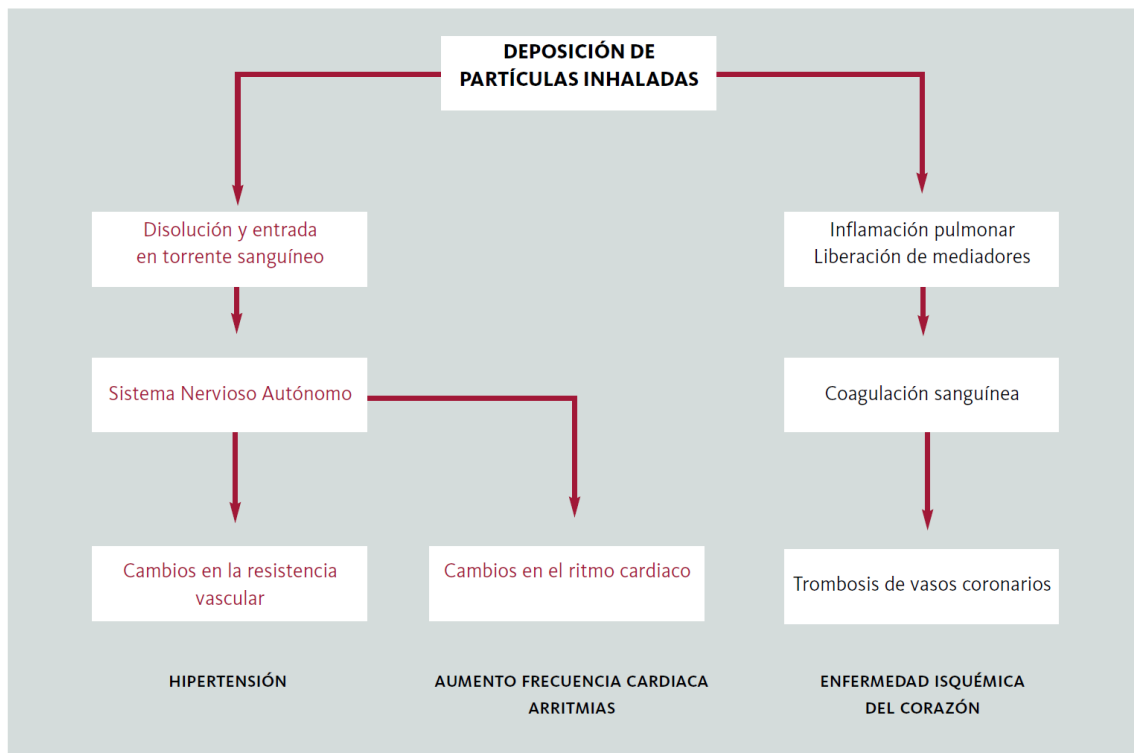 DEPOSICIÓN DE
PARTÍCULAS INHALADAS
Disolución y entrada
en torrente sanguíneo
Inflamación pulmonar
Liberación de mediadores
Sistema Nervioso Autónomo
Coagulación sanguínea
Cambios en la resistencia
vascular
Cambios en el ritmo cardiaco
Trombosis de vasos coronarios
HIPERTENSIÓN
AUMENTO FRECUENCIA CARDIACA
ARRITMIAS
ENFERMEDAD ISQUÉMICA
DEL CORAZÓN